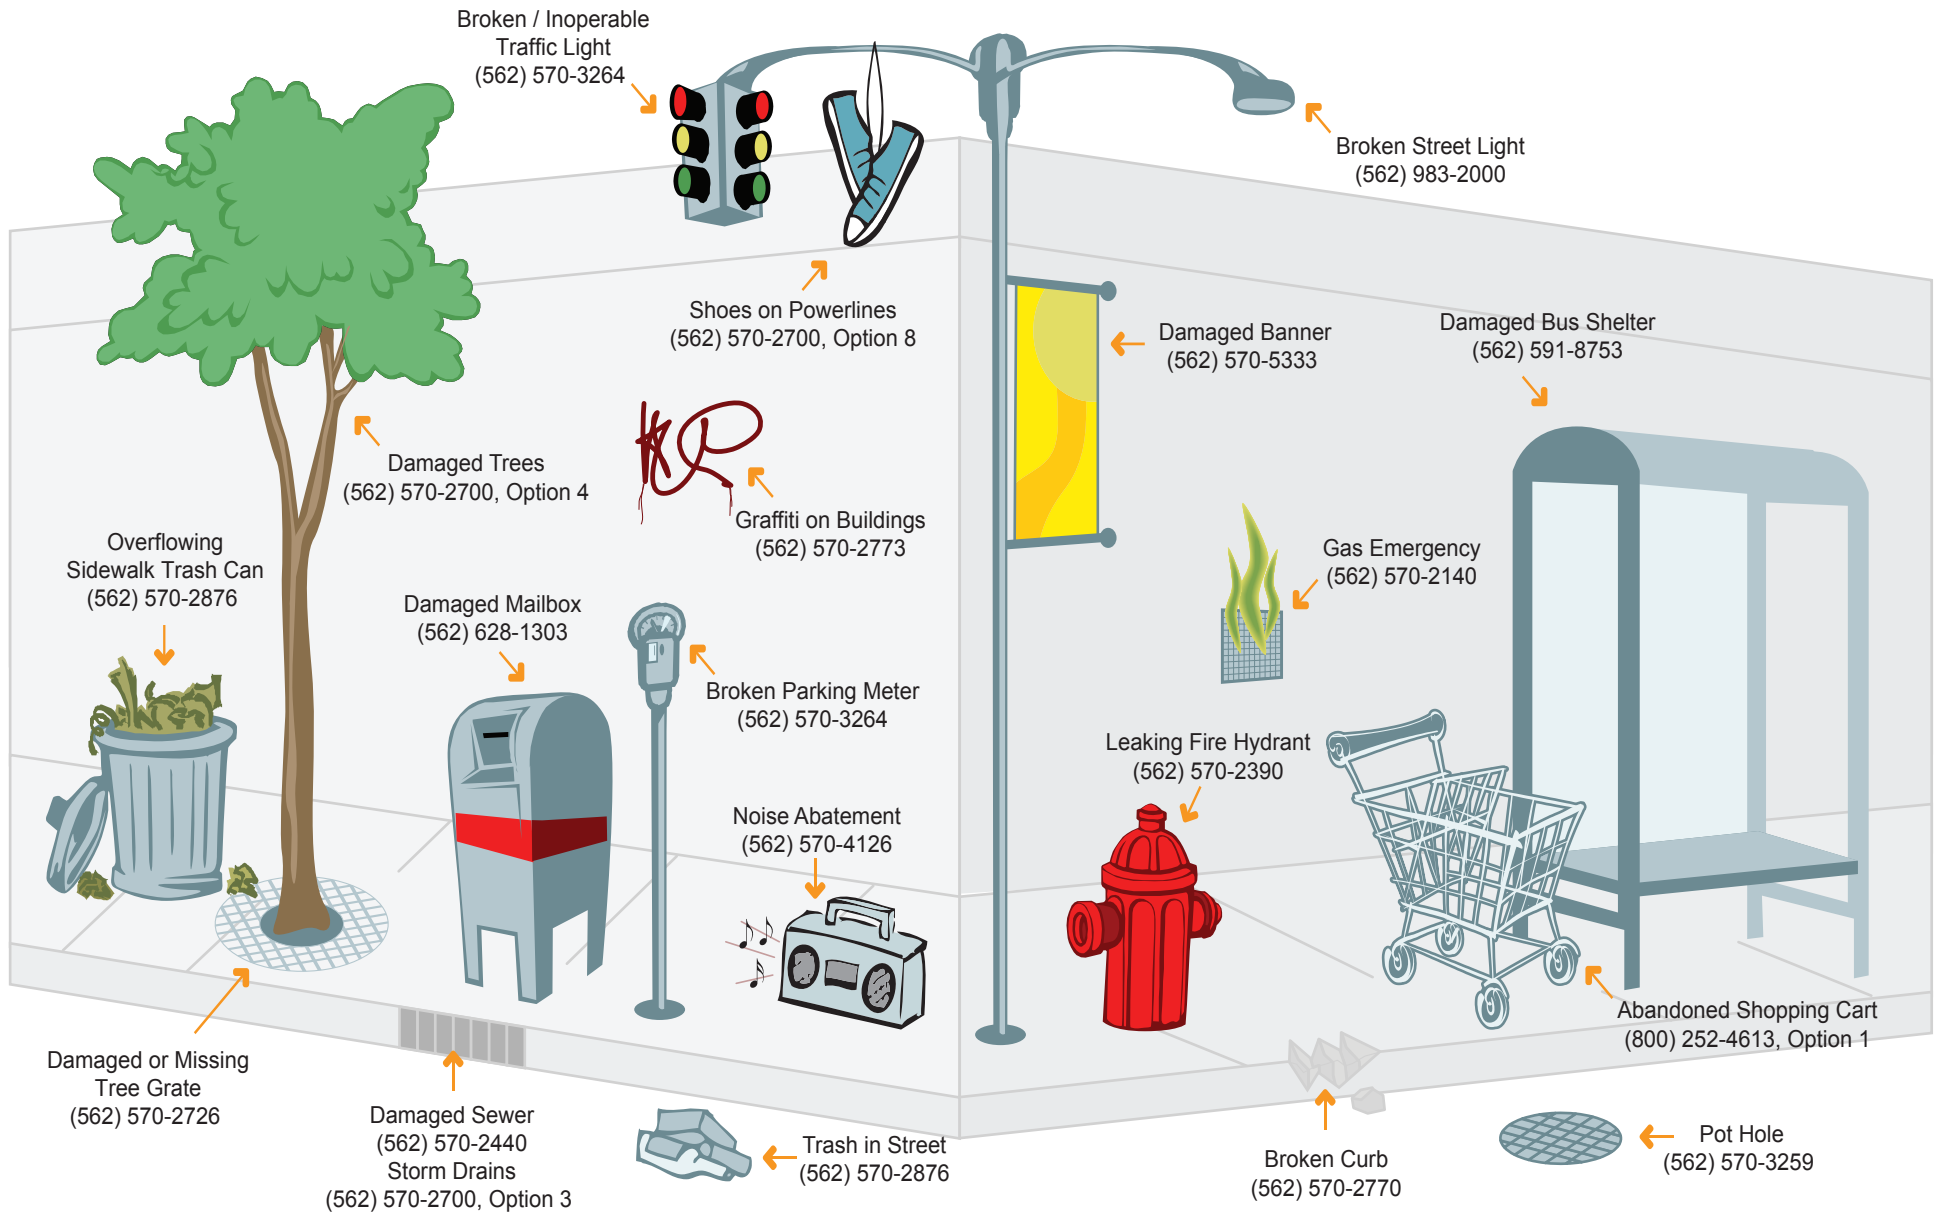 Broken / Inoperable
Traffic Light
(562) 570-3264
Broken Street Light
(562) 983-2000
Shoes on Powerlines
(562) 570-2700, Option 8
Damaged Banner
(562) 570-5333
Damaged Bus Shelter
(562) 591-8753
Damaged Trees
(562) 570-2700, Option 4
Graffiti on Buildings
(562) 570-2773
Overflowing
Sidewalk Trash Can
(562) 570-2876
Gas Emergency
(562) 570-2140
Damaged Mailbox
(562) 628-1303
Broken Parking Meter
(562) 570-3264
Leaking Fire Hydrant
(562) 570-2390
Noise Abatement
(562) 570-4126
Abandoned Shopping Cart
(800) 252-4613, Option 1
Damaged or Missing
Tree Grate
(562) 570-2726
Damaged Sewer
(562) 570-2440
Storm Drains
(562) 570-2700, Option 3
Trash in Street
(562) 570-2876
Broken Curb
(562) 570-2770
Pot Hole
(562) 570-3259